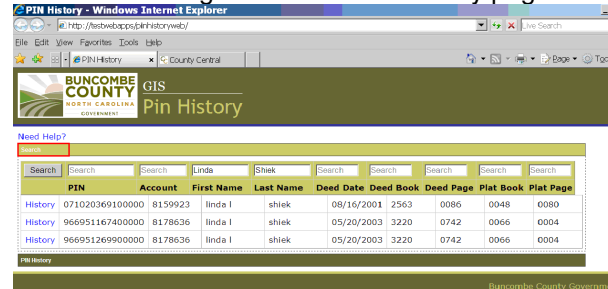 PIN History - Windows Internet Explorer
http://testwebapps/pinhistoryweb/
Live Search
File Edit View Favorites Tools Help
PIN History County Central Page
BUNCOMBE
COUNTY
NORTH CAROLINA
GOVERNMENT
GIS
Pin History
Need Help?
Search
Search Search Search Linda Shiek Search Search Search Search Search
PIN Account First Name Last Name Deed Date Deed Book Deed Page Plat Book Plat Page
History 071020369100000 8159923 linda l shiek 08/16/2001 2563 0086 0048 0080
History 966951167400000 8178636 linda l shiek 05/20/2003 3220 0742 0066 0004
History 966951269900000 8178636 linda l shiek 05/20/2003 3220 0742 0066 0004
PIN History
Buncombe County Governm